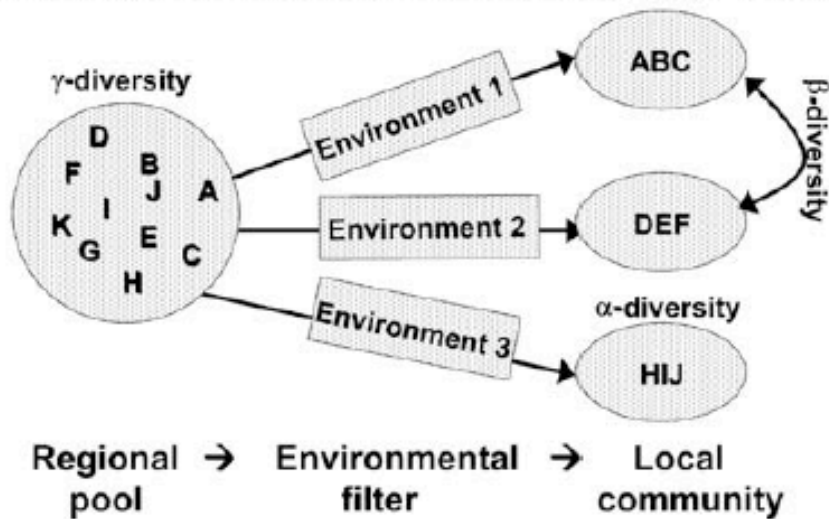 γ-diversity
D
F
B
J
A
I
K
G
E
C
H
Environment 1
Environment 2
Environment 3
ABC
β-diversity
DEF
α-diversity
HIJ
Regional → Environmental → Local
pool filter community